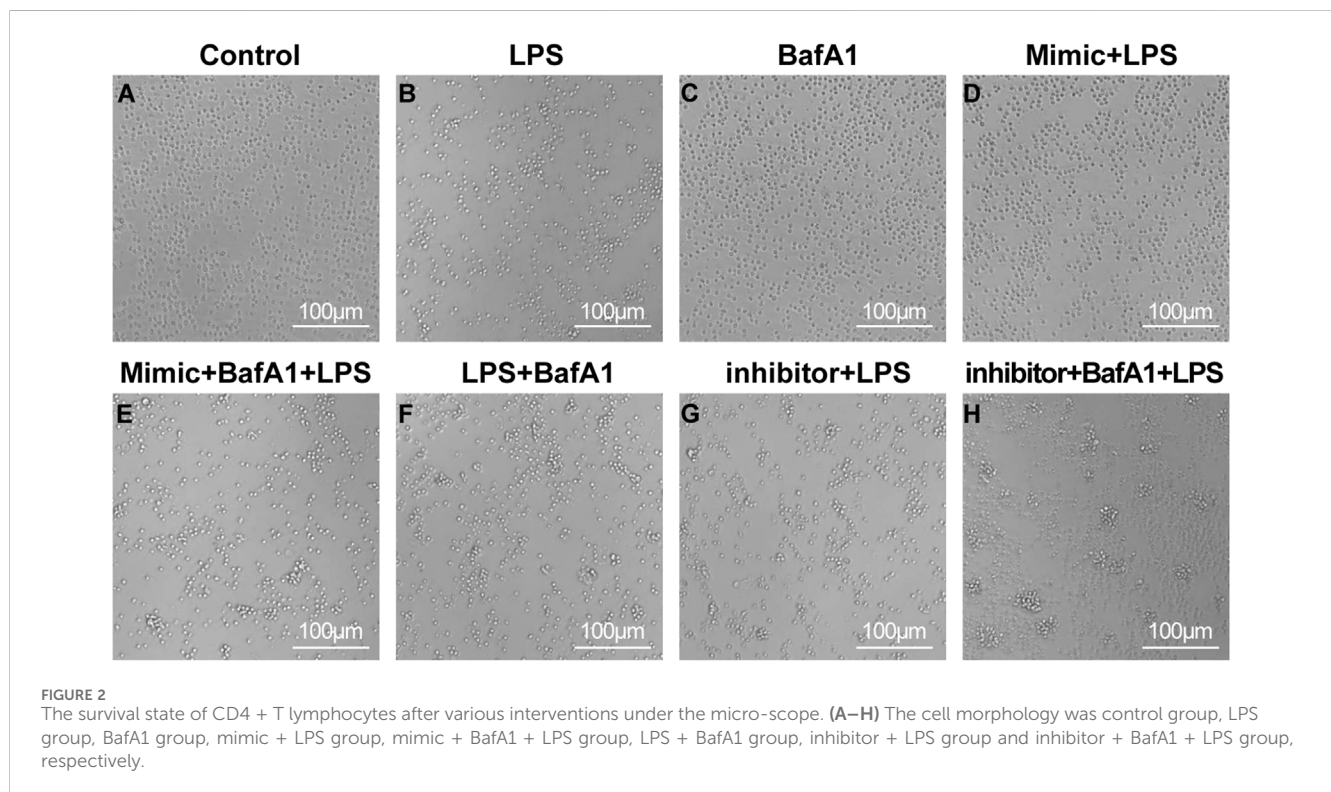 Control LPS BafA1 Mimic+LPS
A B C D
100µm 100µm 100µm 100µm
Mimic+BafA1+LPS LPS+BafA1 inhibitor+LPS inhibitor+BafA1+LPS
E F G H
100µm 100µm 100µm 100µm
FIGURE 2
The survival state of CD4 + T lymphocytes after various interventions under the micro-scope. (A–H) The cell morphology was control group, LPS
group, BafA1 group, mimic + LPS group, mimic + BafA1 + LPS group, LPS + BafA1 group, inhibitor + LPS group and inhibitor + BafA1 + LPS group,
respectively.